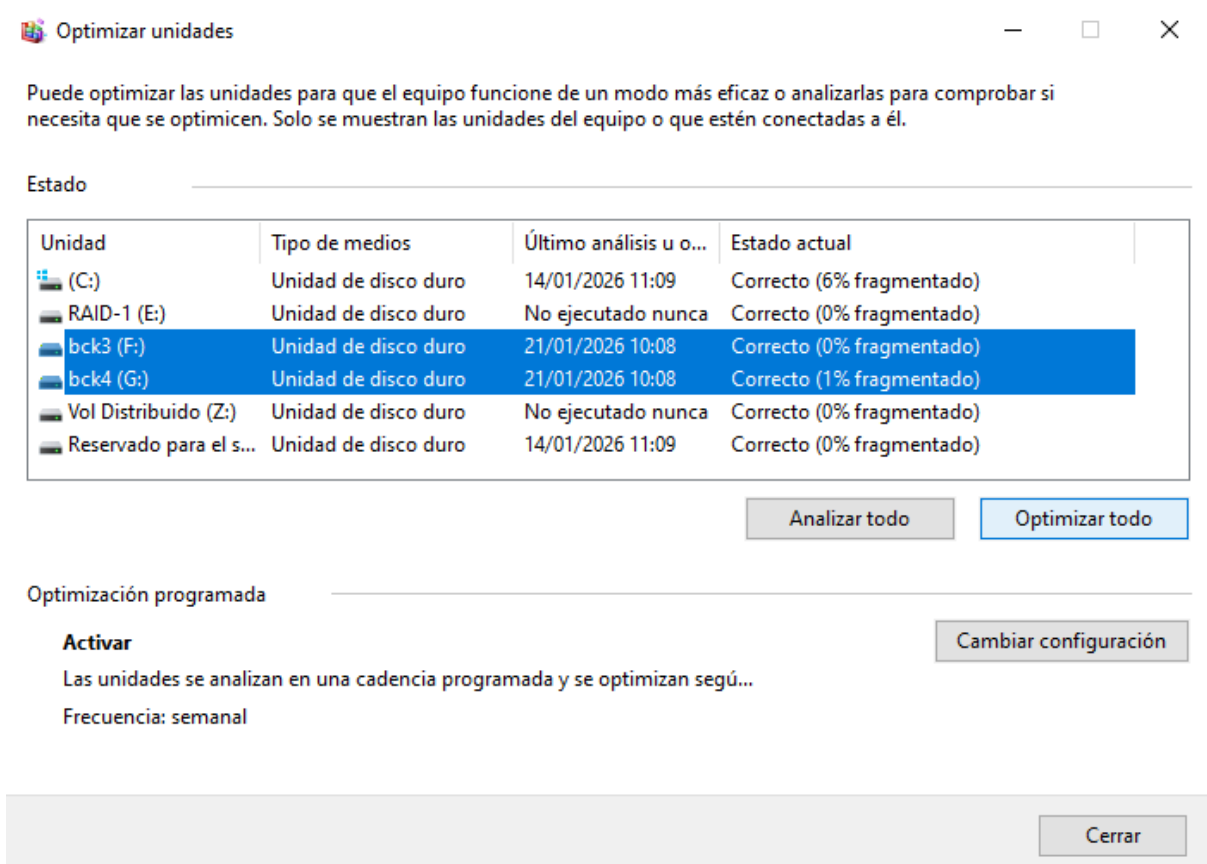 Optimizar unidades
Puede optimizar las unidades para que el equipo funcione de un modo más eficaz o analizarlas para comprobar si
necesita que se optimicen. Solo se muestran las unidades del equipo o que estén conectadas a él.
Estado
Unidad Tipo de medios Último análisis u o... Estado actual
(C:) Unidad de disco duro 14/01/2026 11:09 Correcto (6% fragmentado)
RAID-1 (E:) Unidad de disco duro No ejecutado nunca Correcto (0% fragmentado)
bck3 (F:) Unidad de disco duro 21/01/2026 10:08 Correcto (0% fragmentado)
bck4 (G:) Unidad de disco duro 21/01/2026 10:08 Correcto (1% fragmentado)
Vol Distribuido (Z:) Unidad de disco duro No ejecutado nunca Correcto (0% fragmentado)
Reservado para el s... Unidad de disco duro 14/01/2026 11:09 Correcto (0% fragmentado)
Analizar todo Optimizar todo
Optimización programada
Activar Cambiar configuración
Las unidades se analizan en una cadencia programada y se optimizan segú...
Frecuencia: semanal
Cerrar